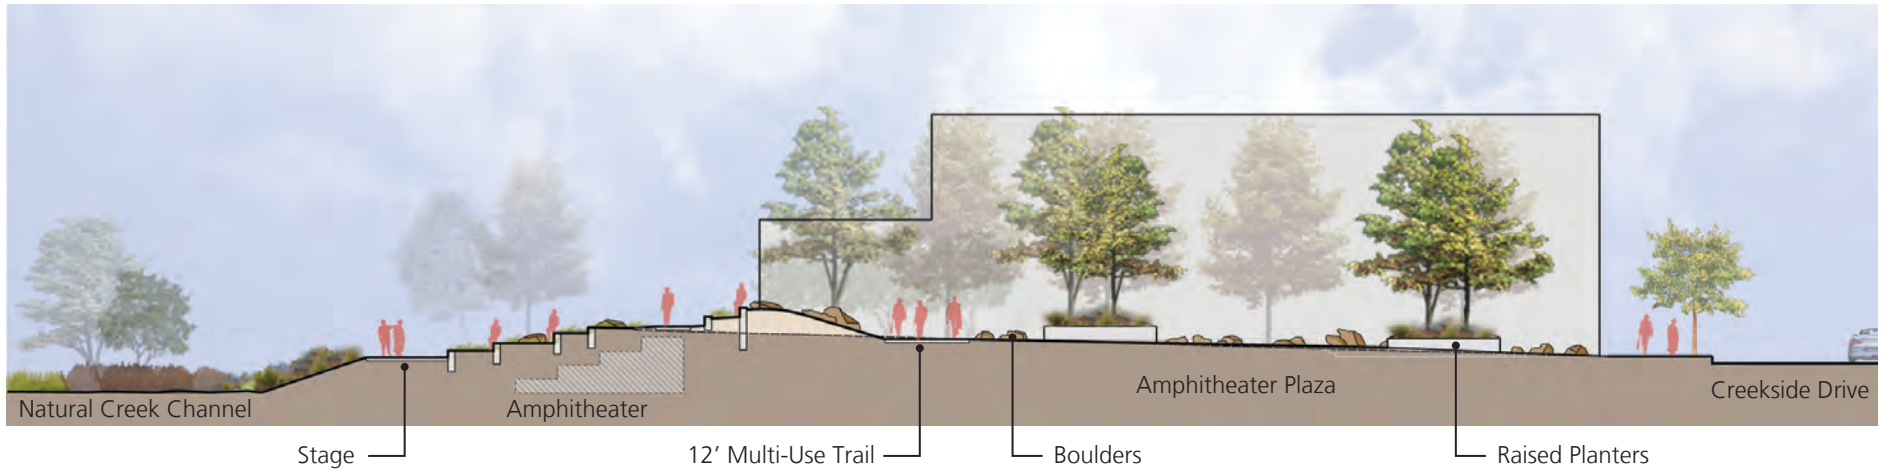 Natural Creek Channel
Amphitheater
Amphitheater Plaza
Creekside Drive
Stage
12’ Multi-Use Trail
Boulders
Raised Planters